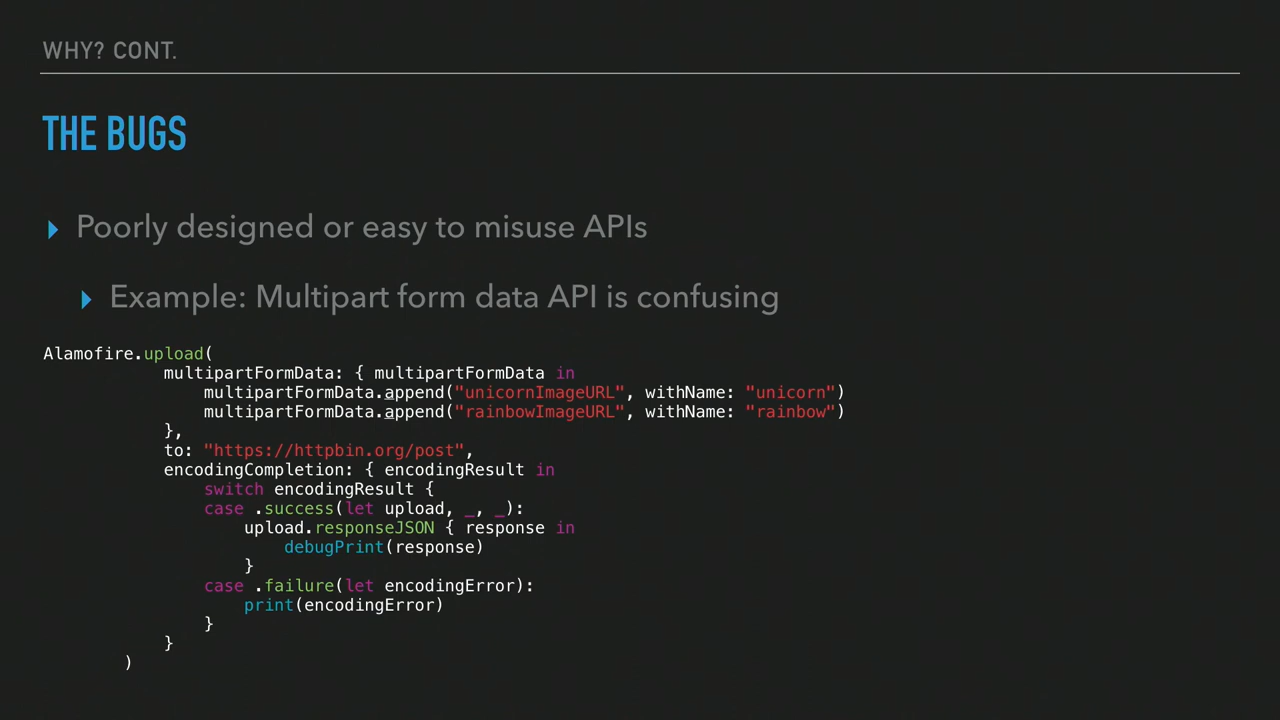 WHY? CONT.
THE BUGS
Poorly designed or easy to misuse APIs
Example: Multipart form data API is confusing
Alamofire.upload(
            multipartFormData: { multipartFormData in
                multipartFormData.append("unicornImageURL", withName: "unicorn")
                multipartFormData.append("rainbowImageURL", withName: "rainbow")
            },
            to: "https://httpbin.org/post",
            encodingCompletion: { encodingResult in
                switch encodingResult {
                case .success(let upload, _, _):
                    upload.responseJSON { response in
                        debugPrint(response)
                    }
                case .failure(let encodingError):
                    print(encodingError)
                }
            }
        )